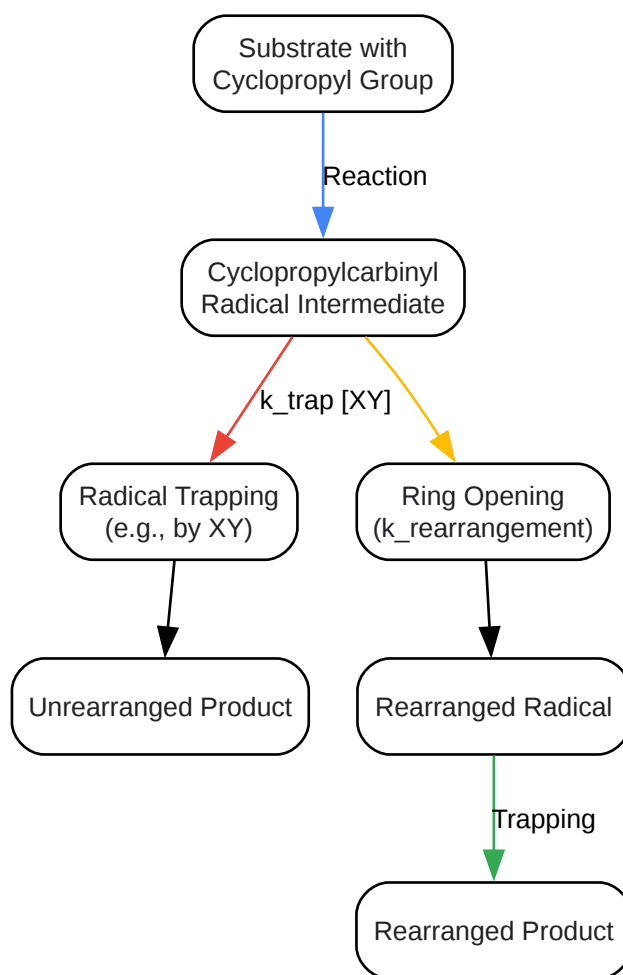 Substrate with
Cyclopropyl Group
Reaction
Cyclopropylcarbinyl
Radical Intermediate
k_trap [XY]
Radical Trapping
(e.g., by XY)
Ring Opening
(k_rearrangement)
Unrearranged Product
Rearranged Radical
Trapping
Rearranged Product